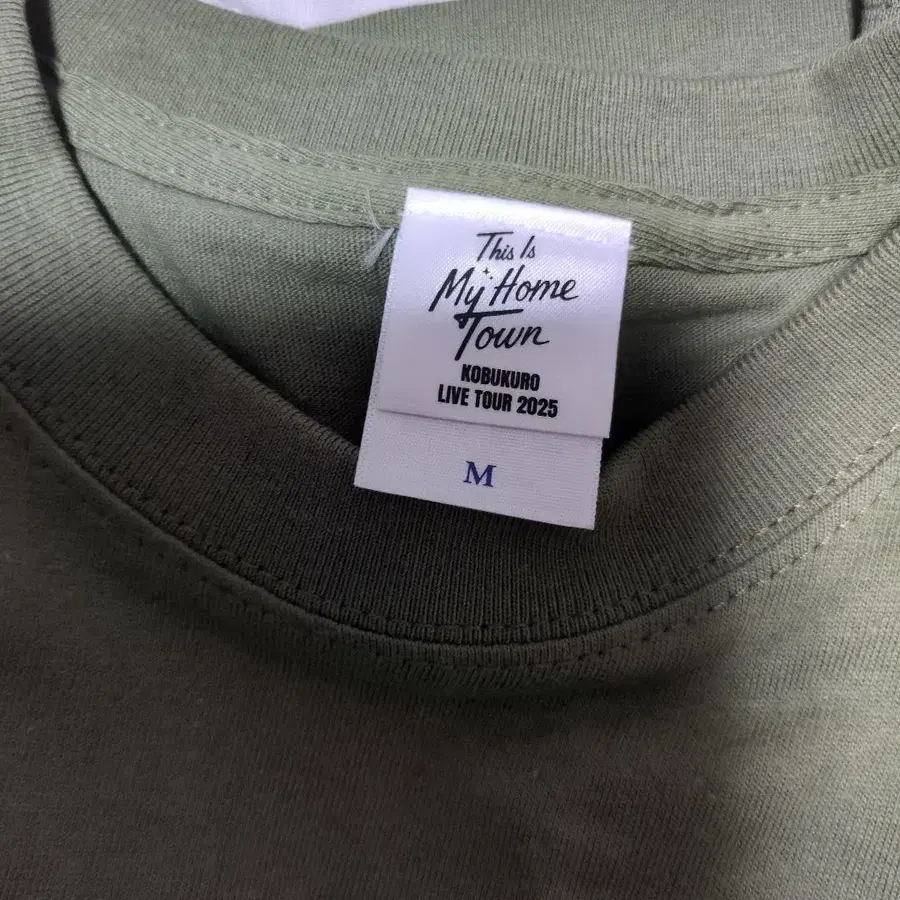 This Is
My Home
Town
KOBUKURO
LIVE TOUR 2025
M